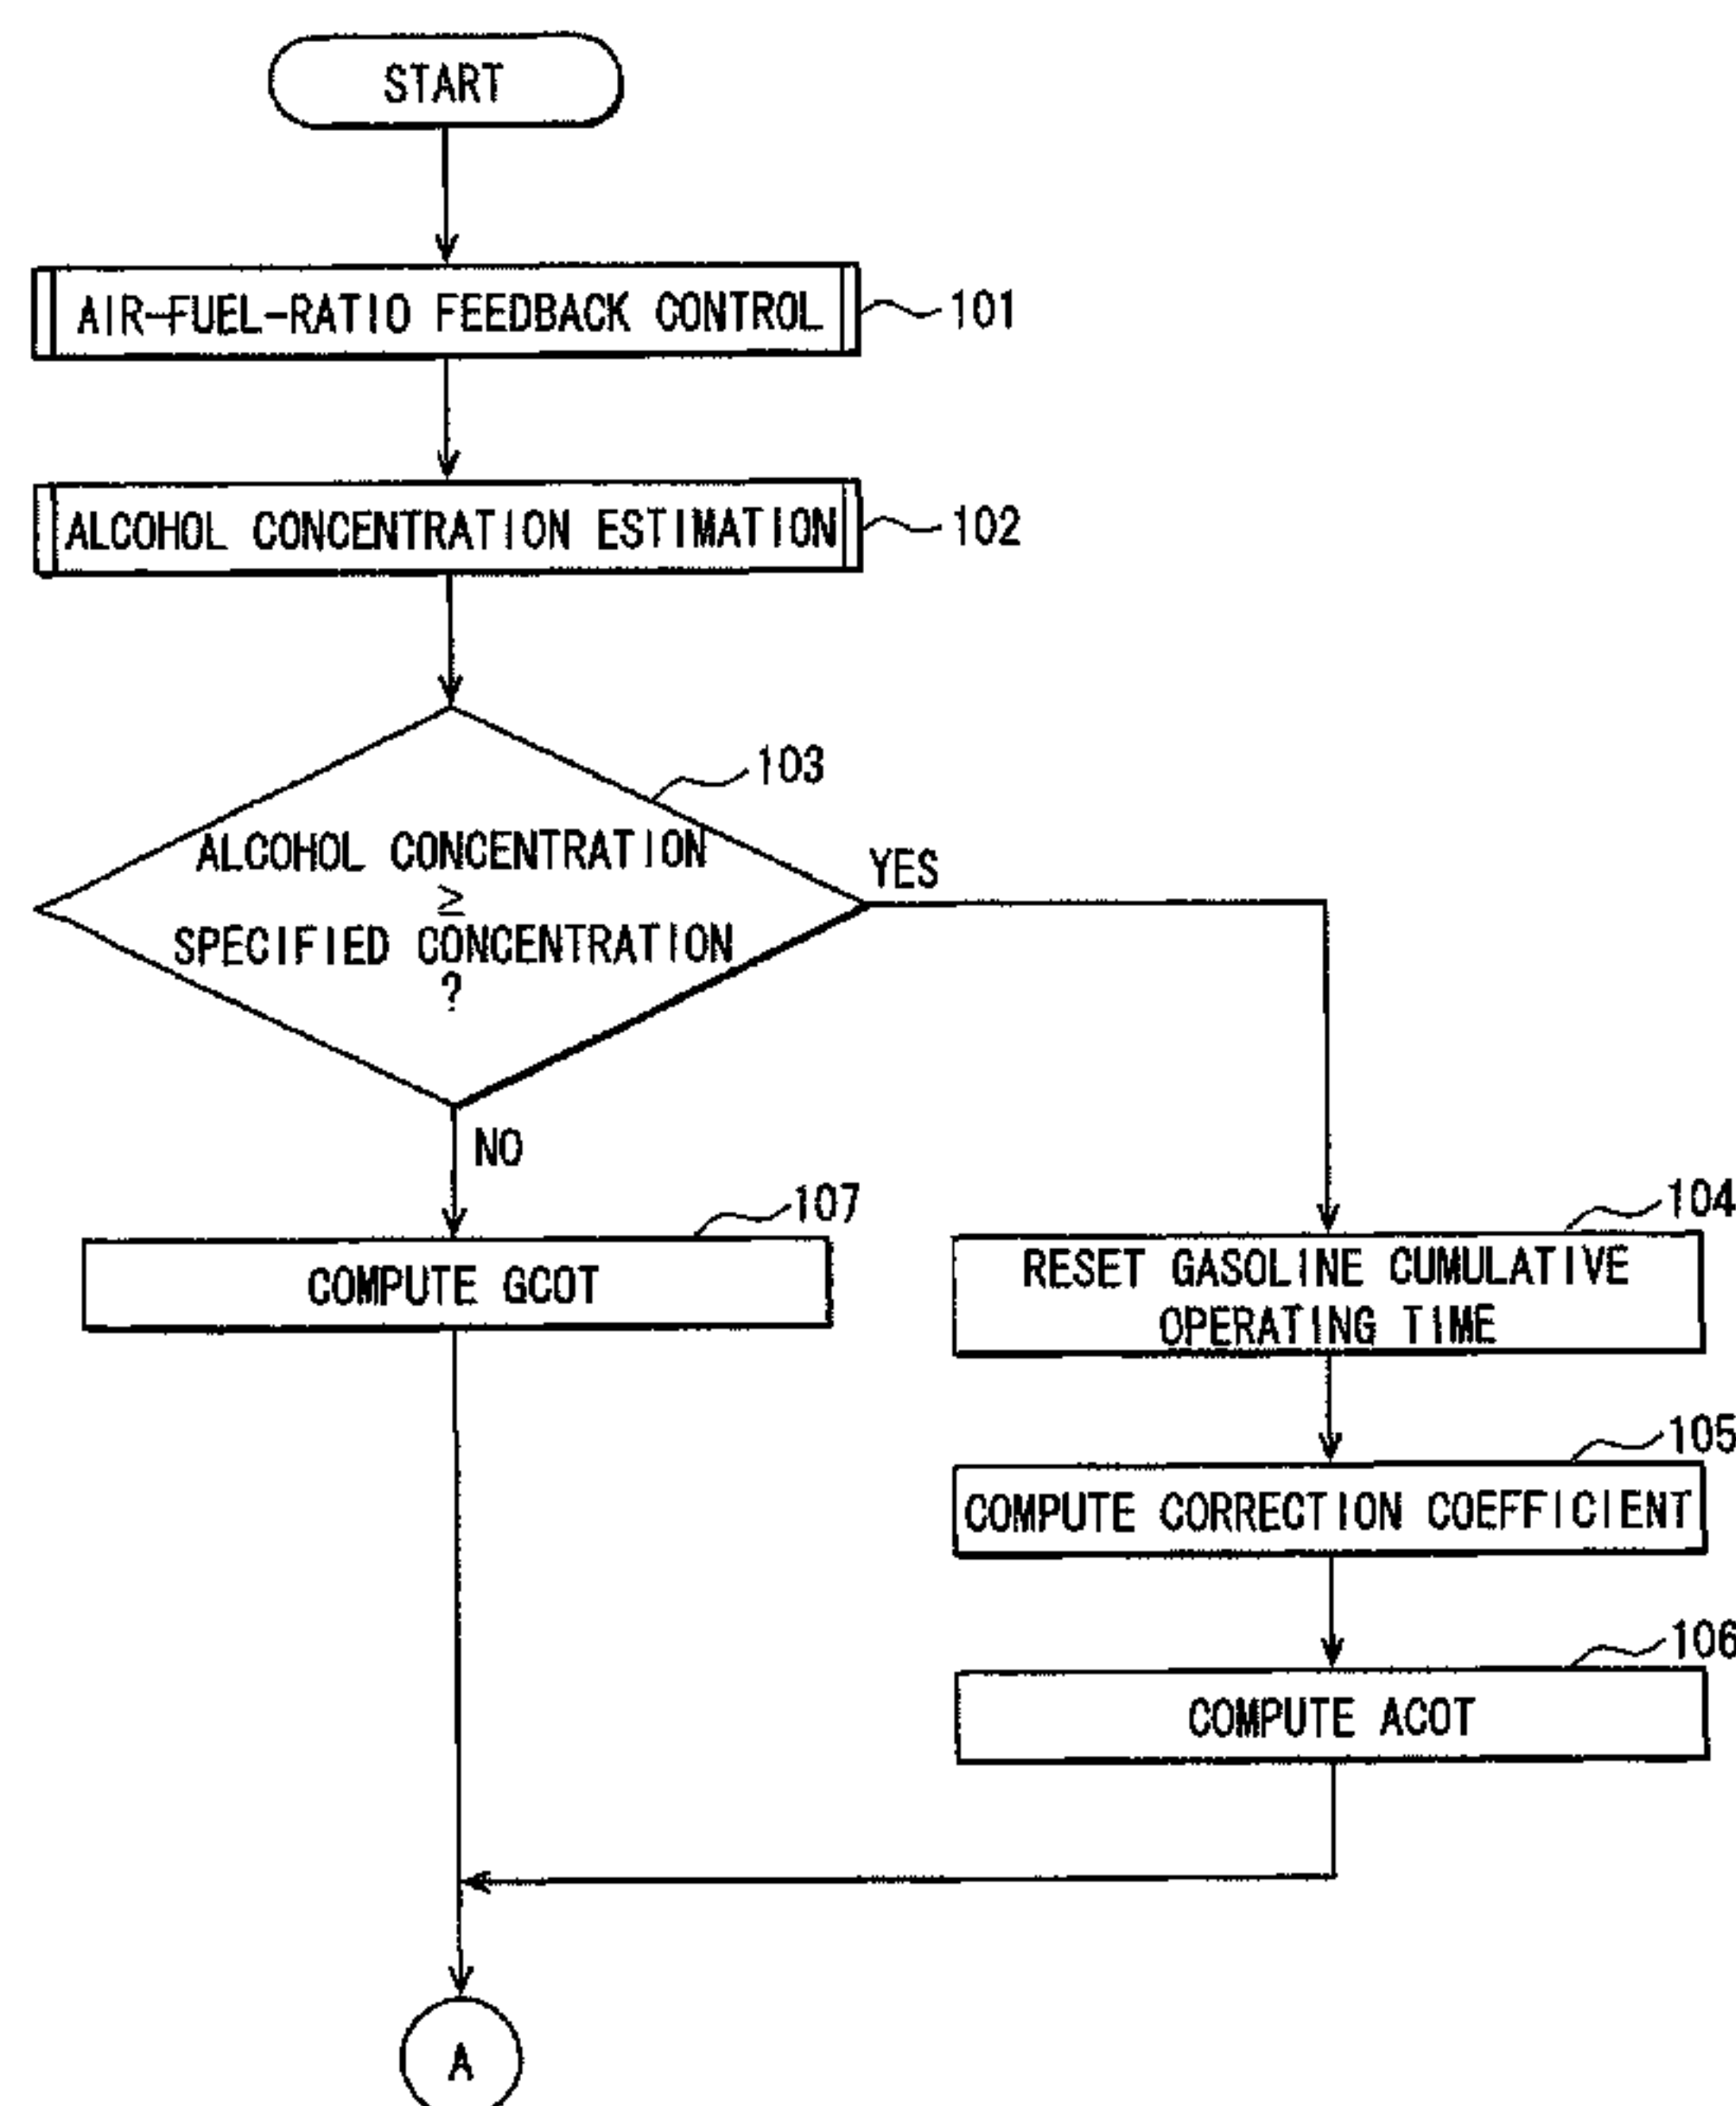 START
AIR-FUEL-RATIO FEEDBACK CONTROL
101
ALCOHOL CONCENTRATION ESTIMATION
102
103
ALCOHOL CONCENTRATION
≥
SPECIFIED CONCENTRATION
?
YES
NO
107
COMPUTE GCOT
104
RESET GASOLINE CUMULATIVE
OPERATING TIME
105
COMPUTE CORRECTION COEFFICIENT
106
COMPUTE ACOT
A